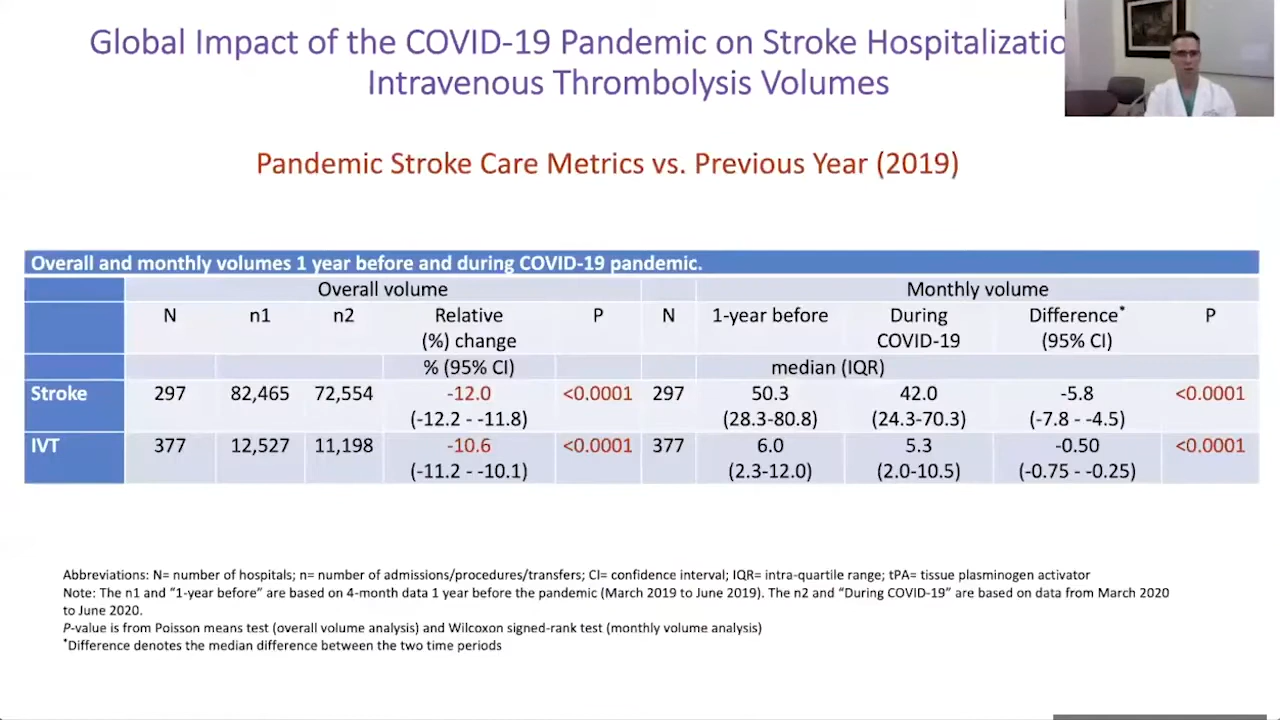 Global Impact of the COVID-19 Pandemic on Stroke
Intravenous Thrombolysis Volumes
Pandemic Stroke Care Metrics vs. Previous Year (2019)
Overall and monthly volumes 1 year before and during COVID-19 pandemic.
Overall volume Monthly volume
N n1 n2 Relative P N 1-year before During Difference* P
(%) change COVID-19 (95% CI)
% (95% CI) median (IQR)
Stroke 297 82,465 72,554 -12.0 <0.0001 297 50.3 42.0 -5.8 <0.0001
(-12.2 - -11.8) (28.3-80.8) (24.3-70.3) (-7.8 - -4.5)
IVT 377 12,527 11,198 -10.6 <0.0001 377 6.0 5.3 -0.50 <0.0001
(-11.2 - -10.1) (2.3-12.0) (2.0-10.5) (-0.75 - -0.25)
Abbreviations: N= number of hospitals; n= number of admissions/procedures/transfers; CI= confidence interval; IQR= intra-quartile range; tPA= tissue plasminogen activator
Note: The n1 and “1-year before” are based on 4-month data 1 year before the pandemic (March 2019 to June 2019). The n2 and “During COVID-19” are based on data from March 2020
to June 2020.
P-value is from Poisson means test (overall volume analysis) and Wilcoxon signed-rank test (monthly volume analysis)
*Difference denotes the median difference between the two time periods